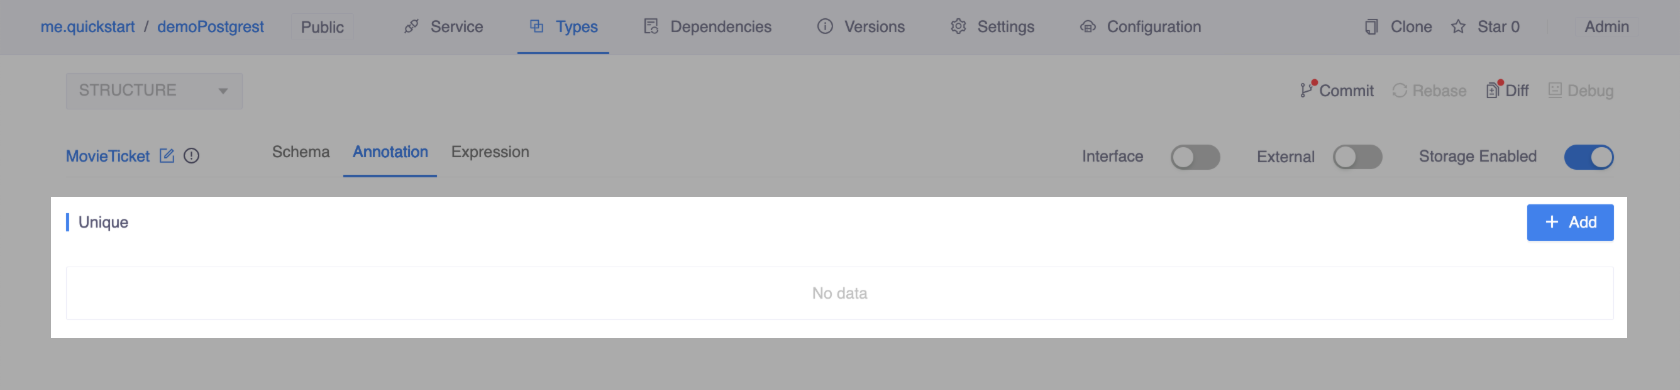 me.quickstart / demoPostgrest Public Service Types Dependencies Versions Settings Configuration Clone Star 0 Admin
STRUCTURE Commit Rebase Diff Debug
MovieTicket Schema Annotation Expression Interface External Storage Enabled
Unique + Add
No data